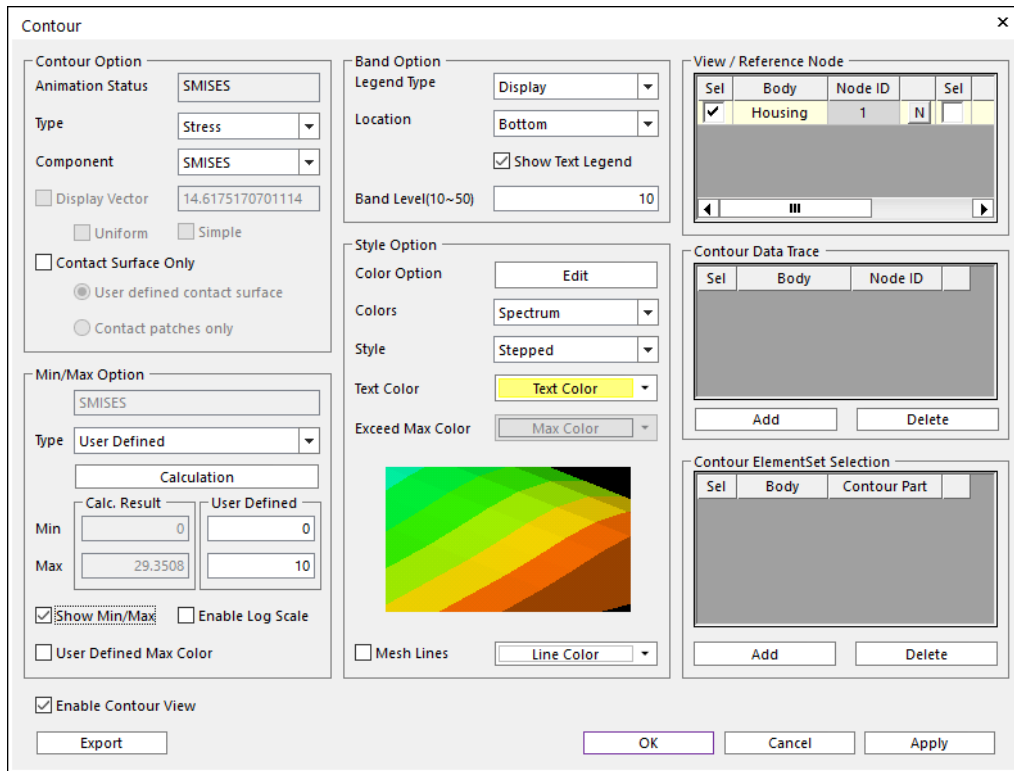 Contour
Contour Option
Animation Status SMISES
Type Stress
Component SMISES
Display Vector 14.6175170701114
Uniform Simple
Contact Surface Only
User defined contact surface
Contact patches only
Min/Max Option
SMISES
Type User Defined
Calculation
Calc. Result User Defined
Min 0 0
Max 29.3508 10
Show Min/Max Enable Log Scale
User Defined Max Color
Enable Contour View
Export
Band Option
Legend Type Display
Location Bottom
Show Text Legend
Band Level(10~50) 10
Style Option
Color Option Edit
Colors Spectrum
Style Stepped
Text Color Text Color
Exceed Max Color Max Color
Mesh Lines Line Color
View / Reference Node
Sel Body Node ID Sel
Housing 1 N
Contour Data Trace
Sel Body Node ID
Add Delete
Contour ElementSet Selection
Sel Body Contour Part
Add Delete
OK Cancel Apply